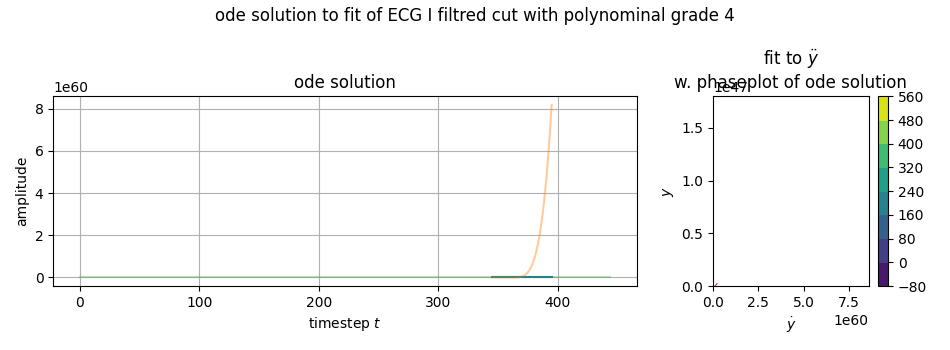 ode solution to fit of ECG I filtred cut with polynominal grade 4
ode solution
1e60
8
6
4
2
0
amplitude
0 100 200 300 400
timestep t
fit to ÿ
w. phaseplot of ode solution
1e47
1.5
1.0
0.5
0.0
y
0.0 2.5 5.0 7.5
1e60
ẏ
560
480
400
320
240
160
80
0
−80